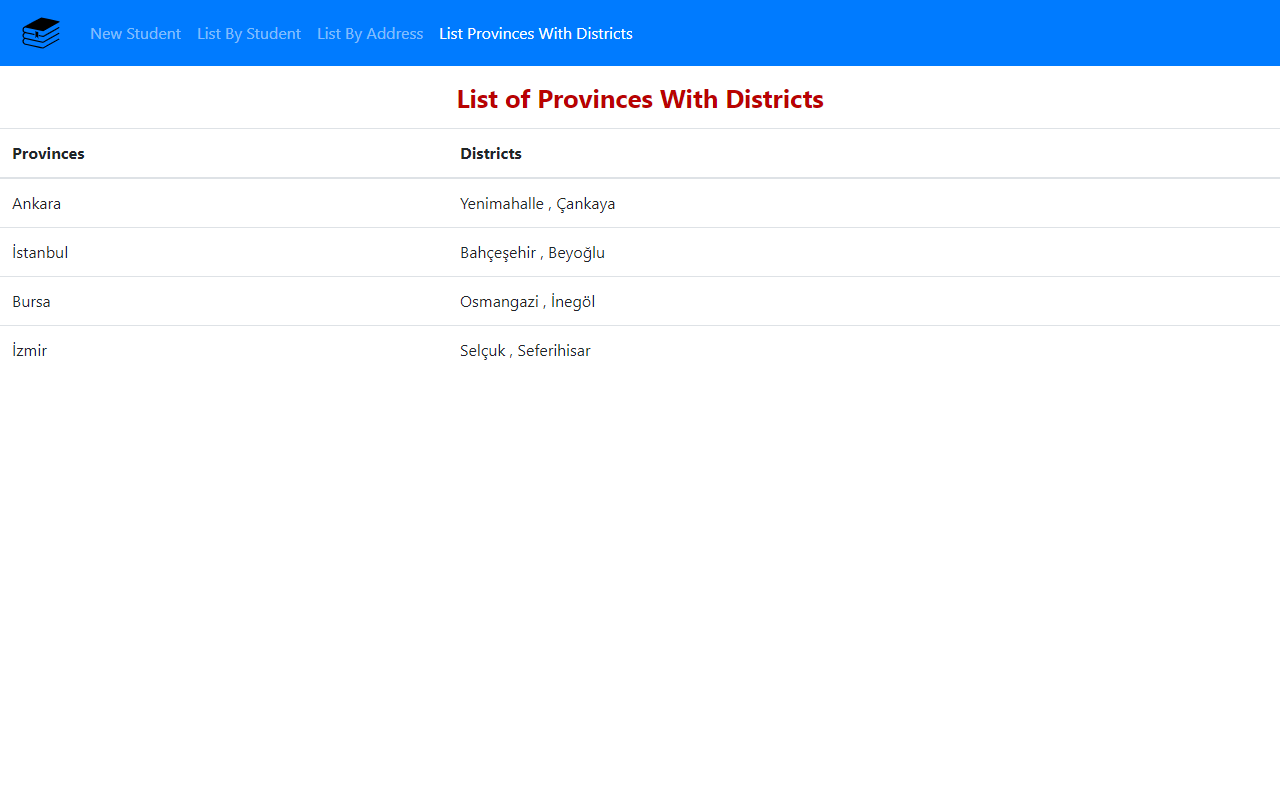 New Student List By Student List By Address List Provinces With Districts
List of Provinces With Districts
Provinces Districts
Ankara Yenimahalle , Çankaya
İstanbul Bahçeşehir , Beyoğlu
Bursa Osmangazi , İnegöl
İzmir Selçuk , Seferihisar